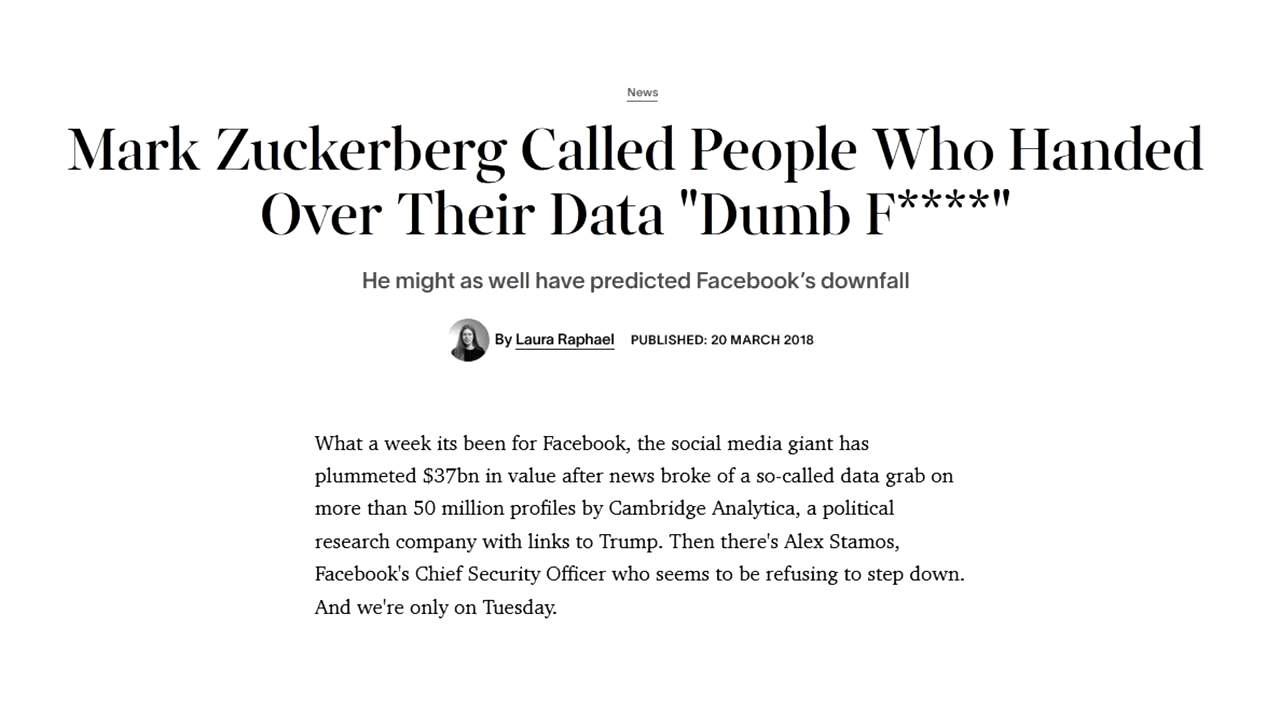 News
Mark Zuckerberg Called People Who Handed
Over Their Data "Dumb F****"
He might as well have predicted Facebook's downfall
By Laura Raphael PUBLISHED: 20 MARCH 2018
What a week its been for Facebook, the social media giant has
plummeted $37bn in value after news broke of a so-called data grab on
more than 50 million profiles by Cambridge Analytica, a political
research company with links to Trump. Then there's Alex Stamos,
Facebook's Chief Security Officer who seems to be refusing to step down.
And we're only on Tuesday.